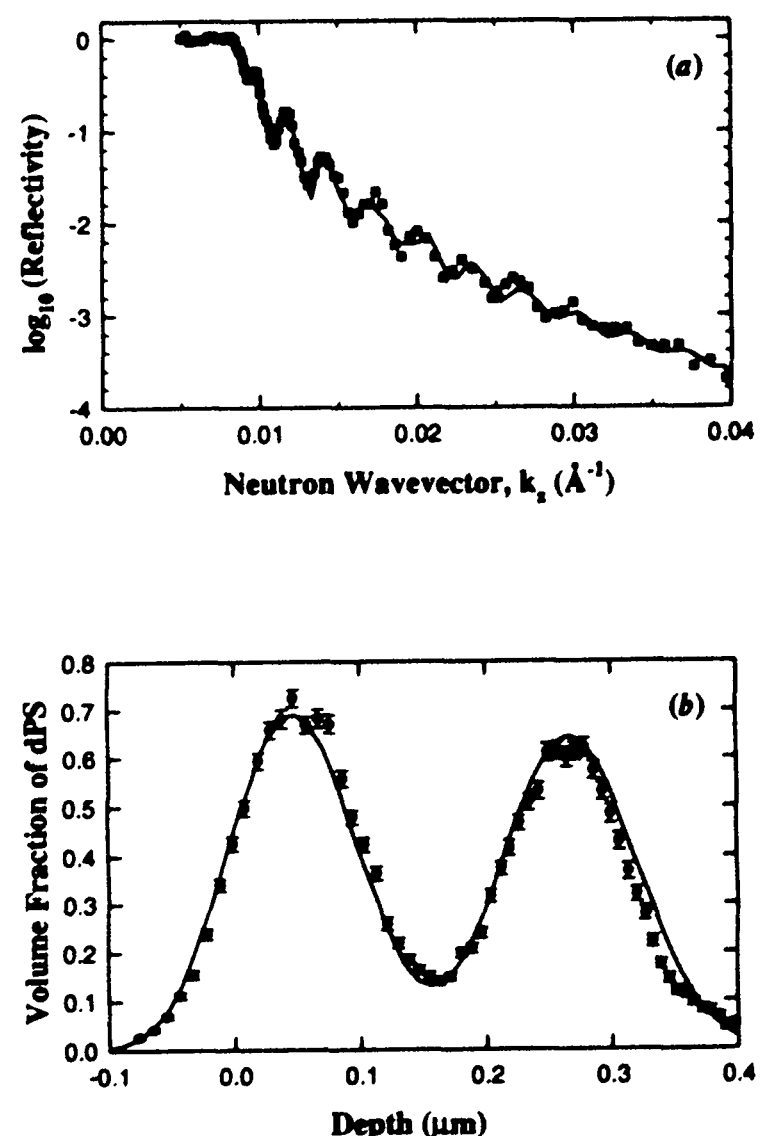 (a)
0
-1
-2
-3
-4
log₁₀ (Reflectivity)
0.00 0.01 0.02 0.03 0.04
Neutron Wavevector, k_z (Å⁻¹)
(b)
0.8
0.7
0.6
0.5
0.4
0.3
0.2
0.1
0.0
Volume Fraction of dPS
-0.1 0.0 0.1 0.2 0.3 0.4
Depth (μm)